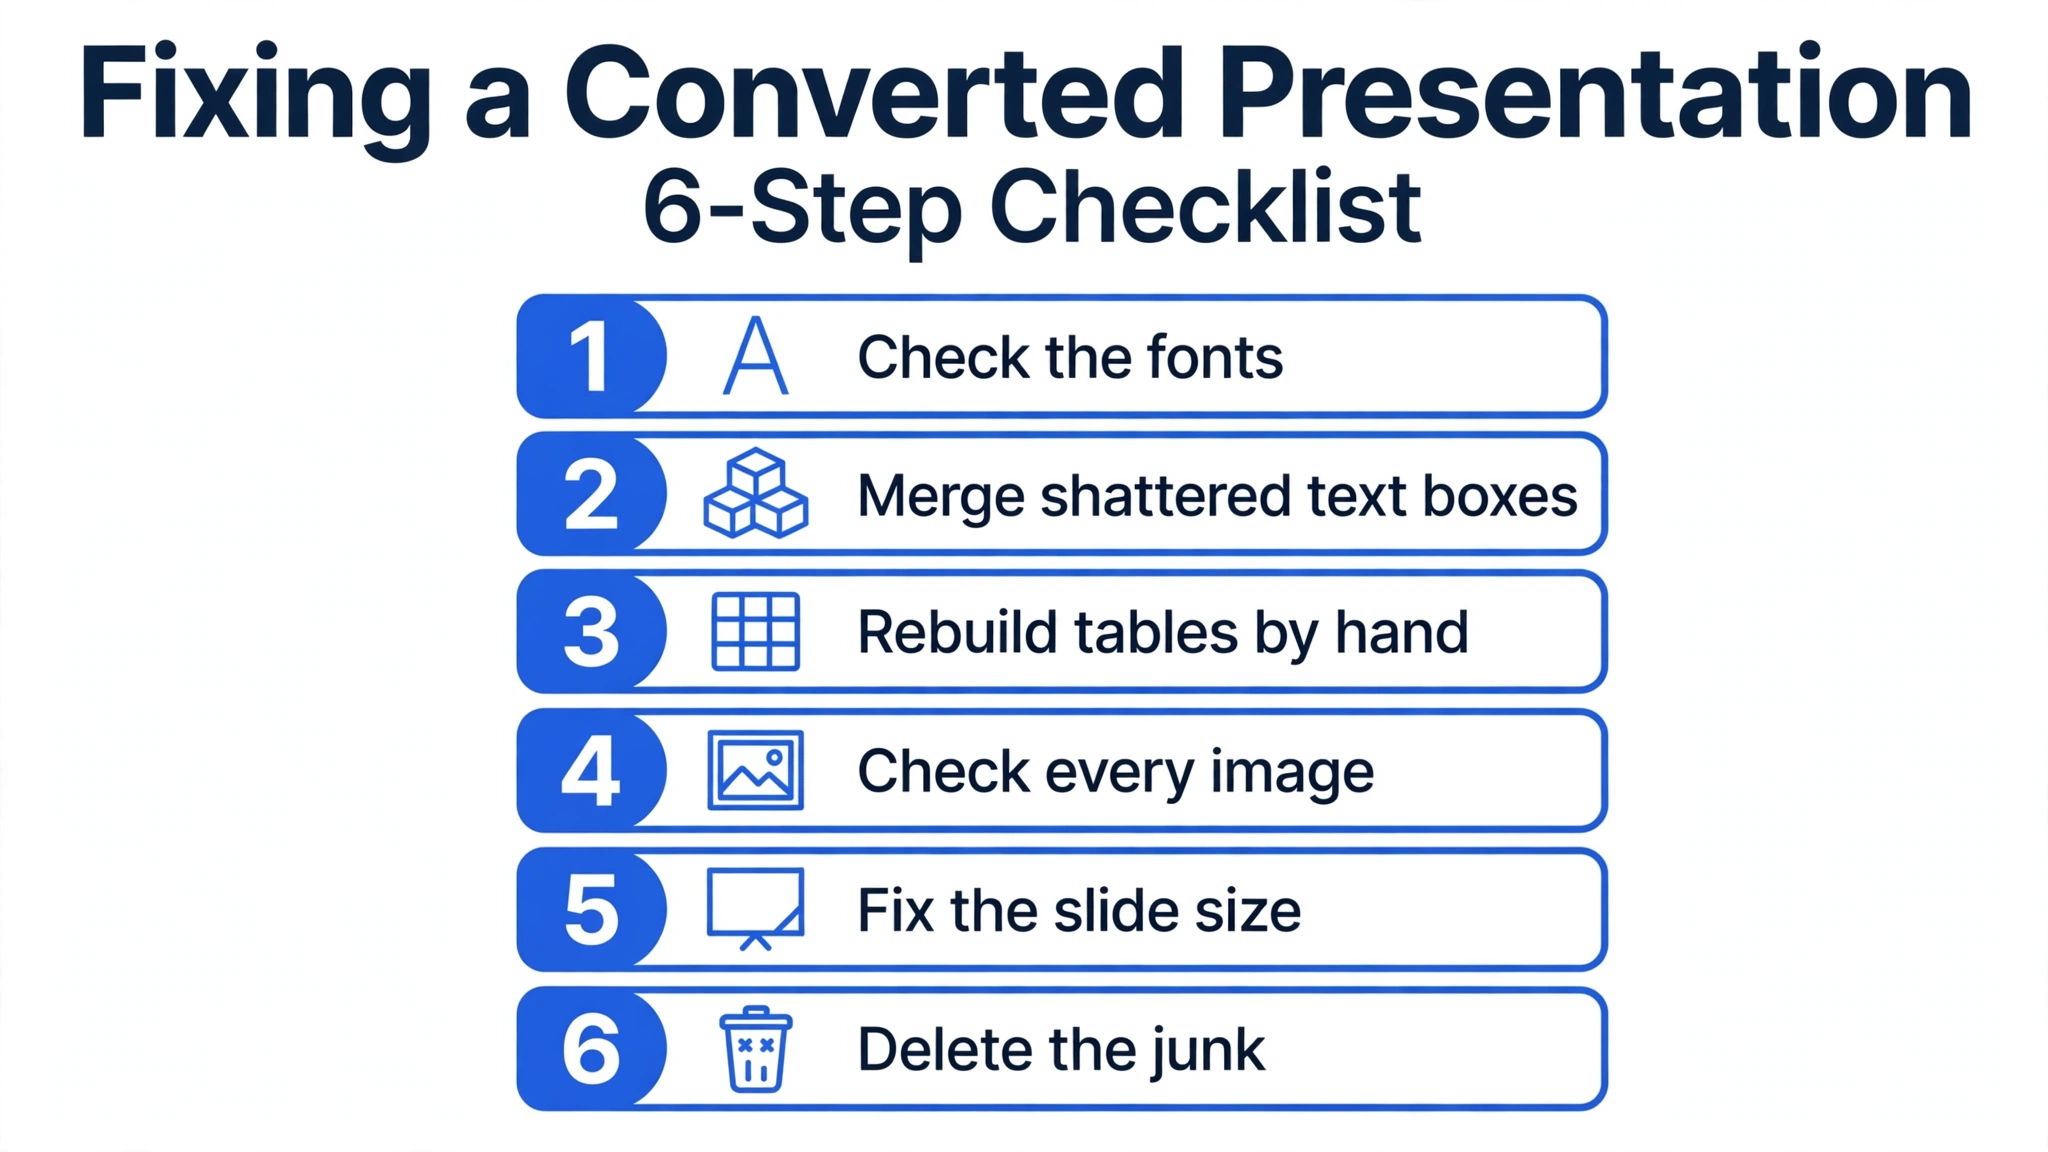 Fixing a Converted Presentation
6-Step Checklist
1 Check the fonts
2 Merge shattered text boxes
3 Rebuild tables by hand
4 Check every image
5 Fix the slide size
6 Delete the junk